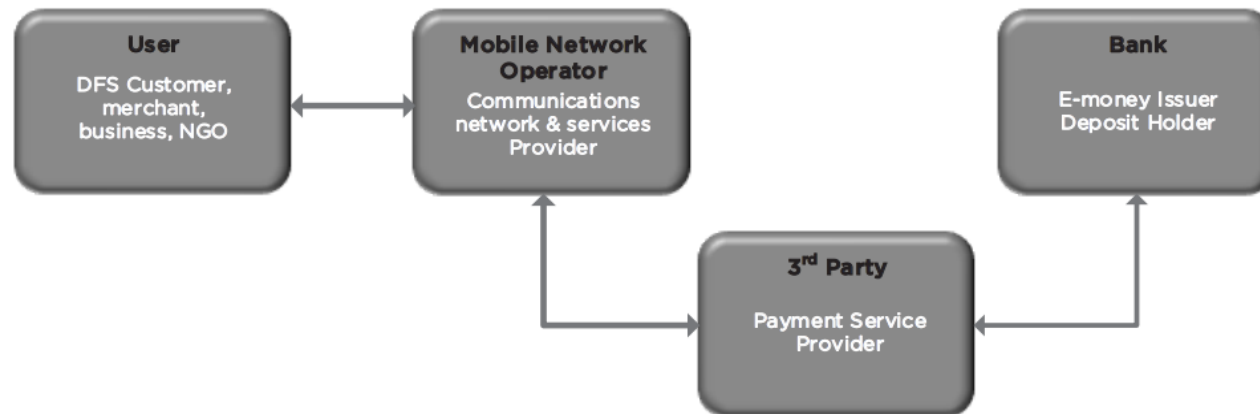 User
DFS Customer,
merchant,
business, NGO
Mobile Network
Operator
Communications
network & services
Provider
Bank
E-money Issuer
Deposit Holder
3rd Party
Payment Service
Provider